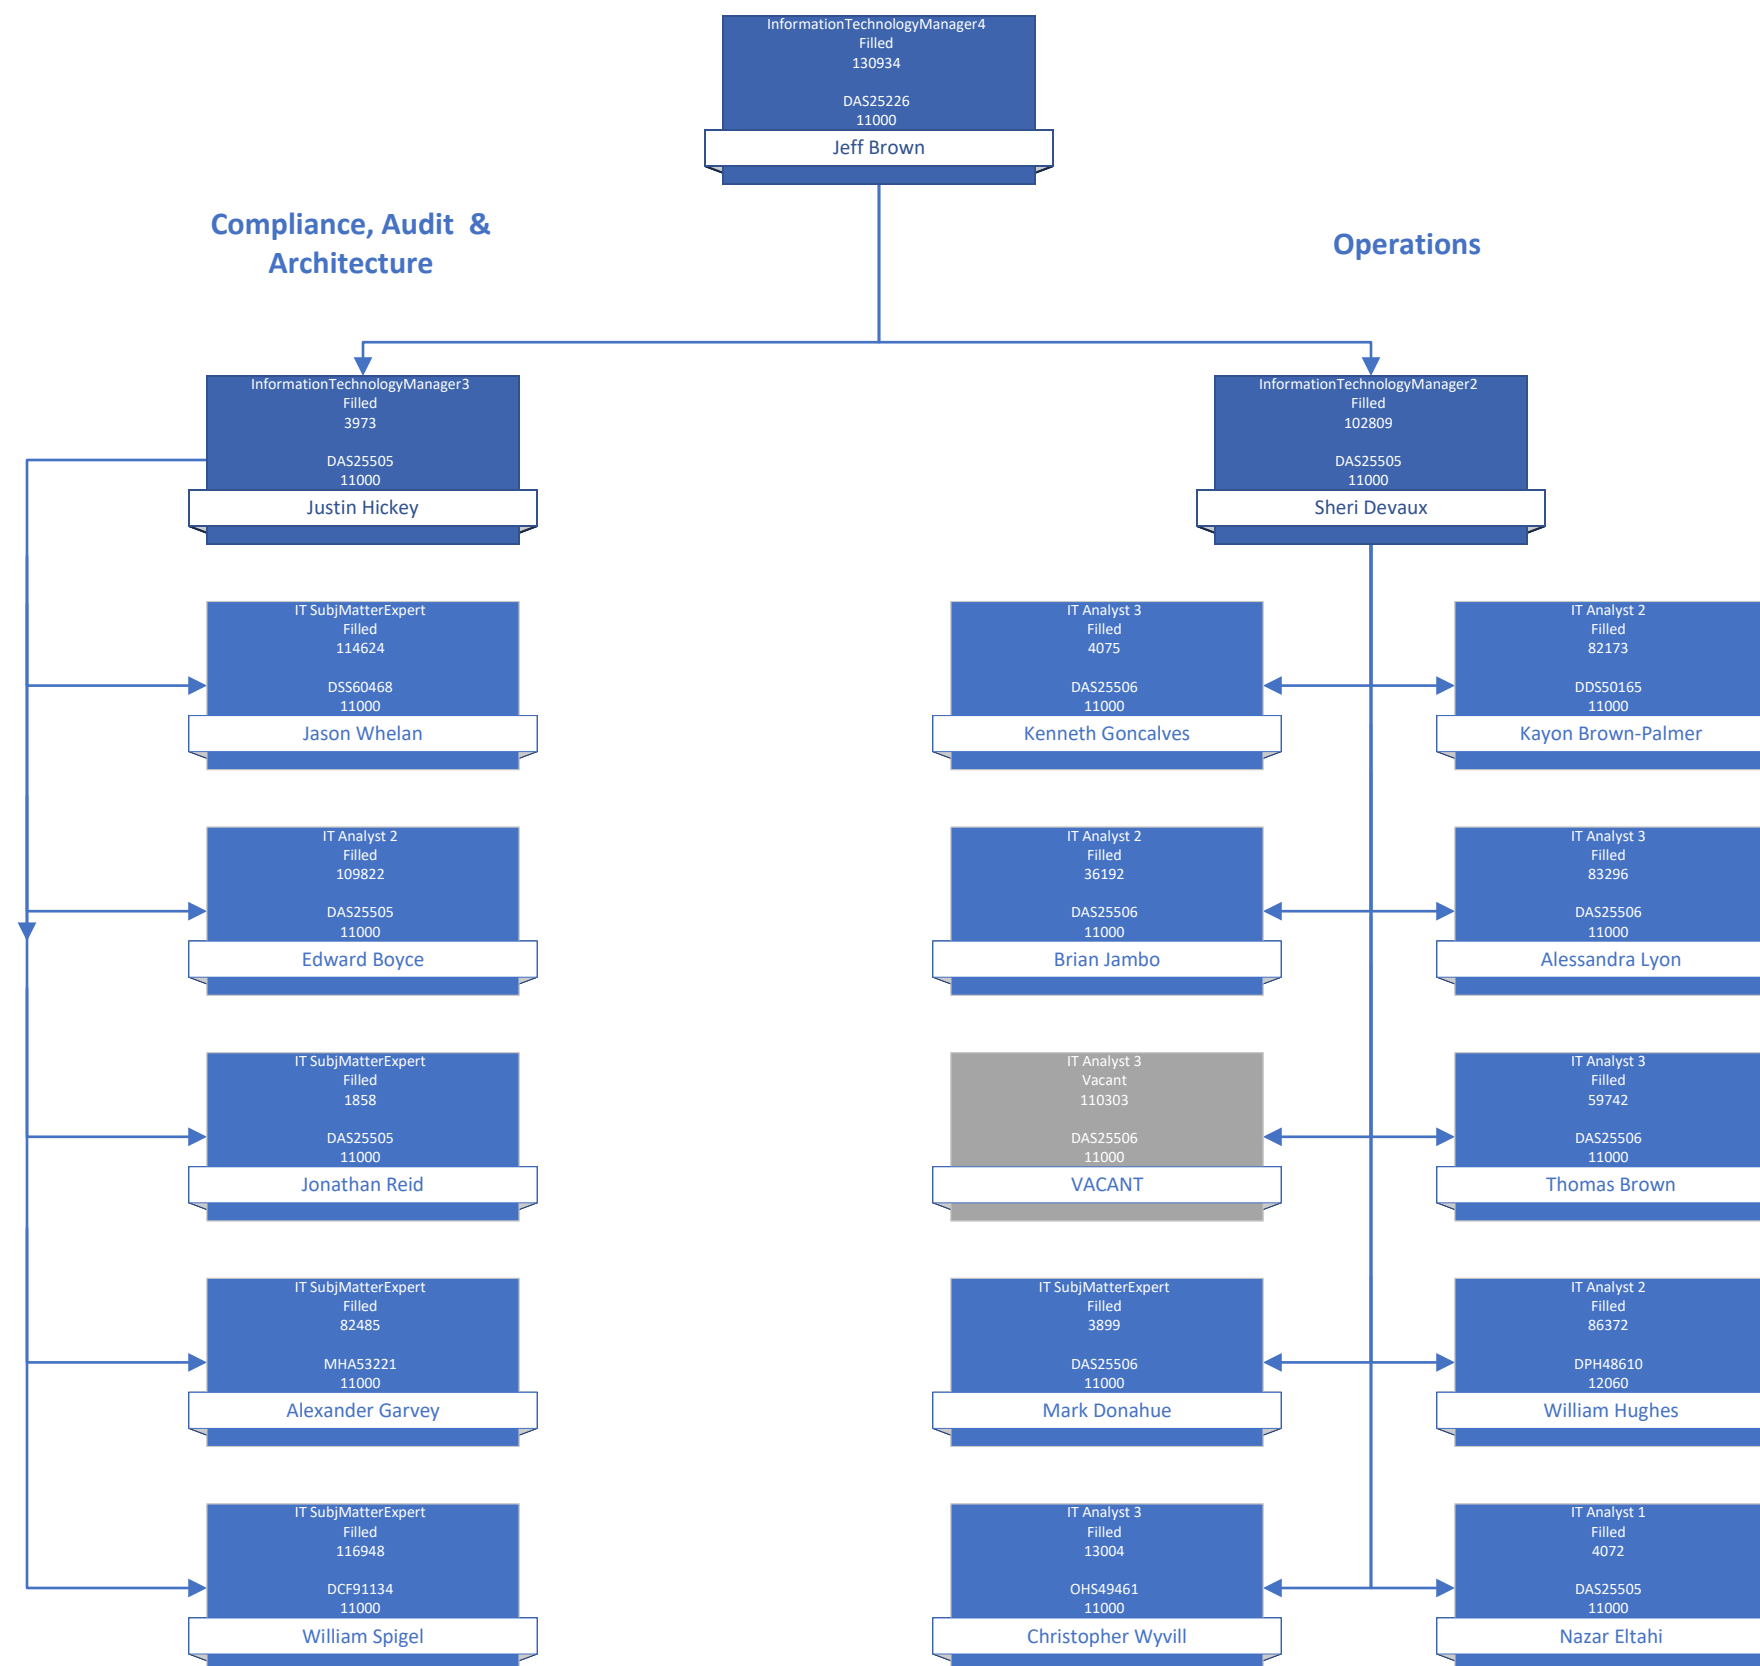 InformationTechnologyManager4
Filled
130934
DAS25226
11000
Jeff Brown
Compliance, Audit &
Architecture
Operations
InformationTechnologyManager3
Filled
3973
DAS25505
11000
Justin Hickey
InformationTechnologyManager2
Filled
102809
DAS25505
11000
Sheri Devaux
IT SubjMatterExpert
Filled
114624
DSS60468
11000
Jason Whelan
IT Analyst 3
Filled
4075
DAS25506
11000
Kenneth Goncalves
IT Analyst 2
Filled
82173
DDS50165
11000
Kayon Brown-Palmer
IT Analyst 2
Filled
109822
DAS25505
11000
Edward Boyce
IT Analyst 2
Filled
36192
DAS25506
11000
Brian Jambo
IT Analyst 3
Filled
83296
DAS25506
11000
Alessandra Lyon
IT SubjMatterExpert
Filled
1858
DAS25505
11000
Jonathan Reid
IT Analyst 3
Vacant
110303
DAS25506
11000
VACANT
IT Analyst 3
Filled
59742
DAS25506
11000
Thomas Brown
IT SubjMatterExpert
Filled
82485
MHA53221
11000
Alexander Garvey
IT SubjMatterExpert
Filled
3899
DAS25506
11000
Mark Donahue
IT Analyst 2
Filled
86372
DPH48610
12060
William Hughes
IT SubjMatterExpert
Filled
116948
DCF91134
11000
William Spigel
IT Analyst 3
Filled
13004
OHS49461
11000
Christopher Wyvill
IT Analyst 1
Filled
4072
DAS25505
11000
Nazar Eltahi